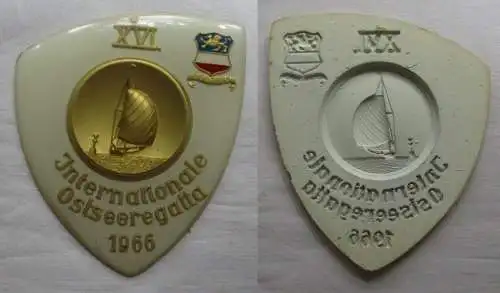 XVI
Internationale
Ostseeregatta
1966
XVI
Internationale
Ostseeregatta
1966